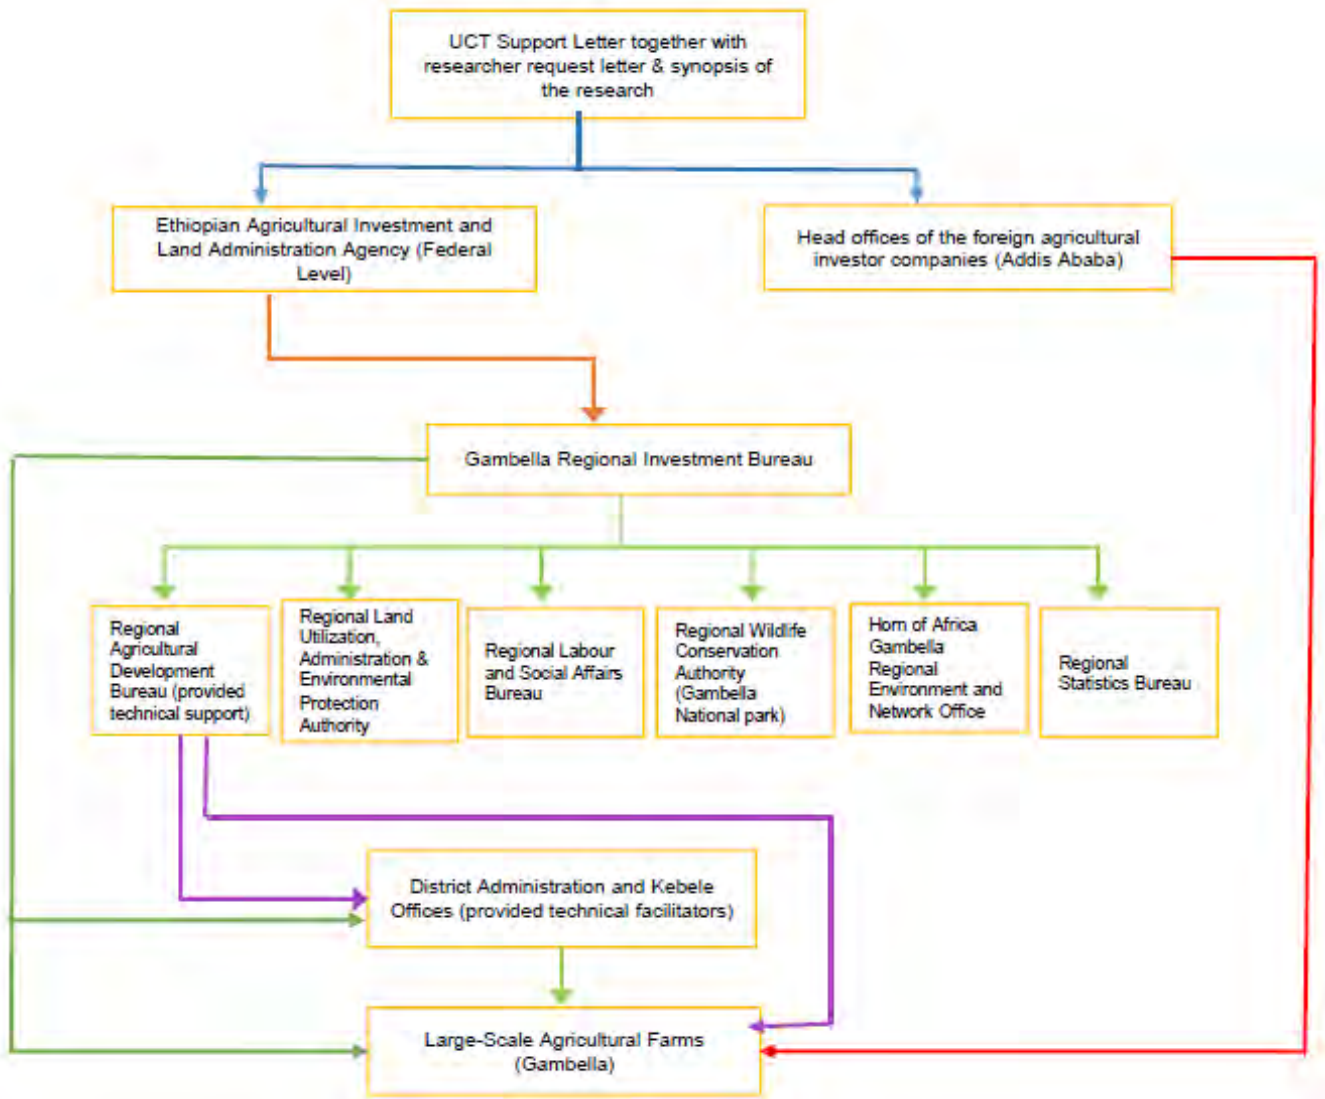 UCT Support Letter together with
researcher request letter & synopsis of
the research
Ethiopian Agricultural Investment and
Land Administration Agency (Federal
Level)
Head offices of the foreign agricultural
investor companies (Addis Ababa)
Gambella Regional Investment Bureau
Regional
Agricultural
Development
Bureau (provided
technical support)
Regional Land
Utilization,
Administration &
Environmental
Protection
Authority
Regional Labour
and Social Affairs
Bureau
Regional Wildlife
Conservation
Authority
(Gambella
National park)
Horn of Africa
Gambella
Regional
Environment and
Network Office
Regional
Statistics Bureau
District Administration and Kebele
Offices (provided technical facilitators)
Large-Scale Agricultural Farms
(Gambella)